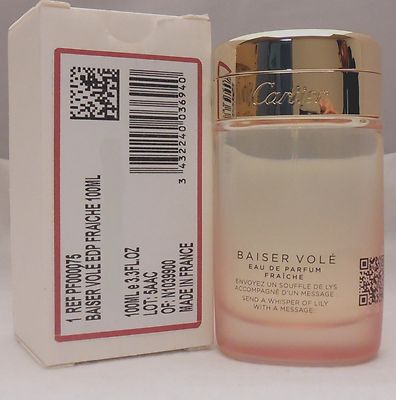 3 432240 036940
1 REF PF000075
BAISER VOLÉ EDP FRAICHE 100ML
100ML e 3.3FL.OZ
LOT: 5AAC
OF: N1039900
MADE IN FRANCE
Cartier
BAISER VOLÉ
EAU DE PARFUM
FRAÎCHE
ENVOYEZ UN SOUFFLE DE LYS
ACCOMPAGNÉ D'UN MESSAGE
SEND A WHISPER OF LILY
WITH A MESSAGE: